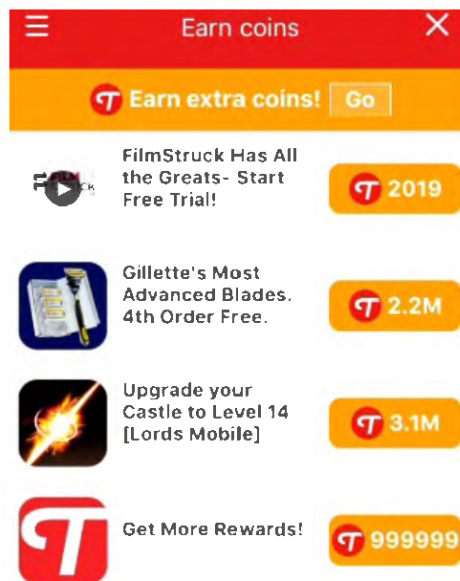 Earn coins
Earn extra coins! Go
FilmStruck Has All
the Greats- Start
Free Trial!
2019
Gillette's Most
Advanced Blades.
4th Order Free.
2.2M
Upgrade your
Castle to Level 14
[Lords Mobile]
3.1M
Get More Rewards!
999999